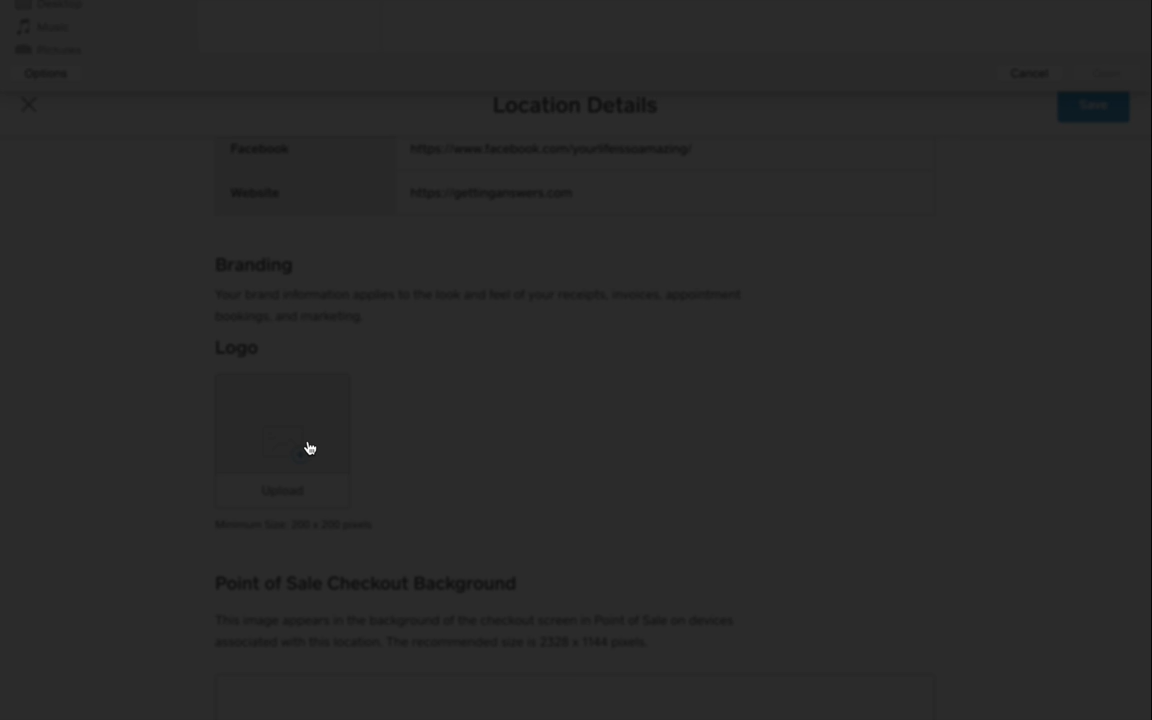 Desktop
Music
Pictures
Options
Cancel
Open
Location Details
Save
Facebook
https://www.facebook.com/yourlifeissoamazing/
Website
https://gettinganswers.com
Branding
Your brand information applies to the look and feel of your receipts, invoices, appointment
bookings, and marketing.
Logo
Upload
Minimum Size: 200 x 200 pixels
Point of Sale Checkout Background
This image appears in the background of the checkout screen in Point of Sale on devices
associated with this location. The recommended size is 2328 x 1144 pixels.